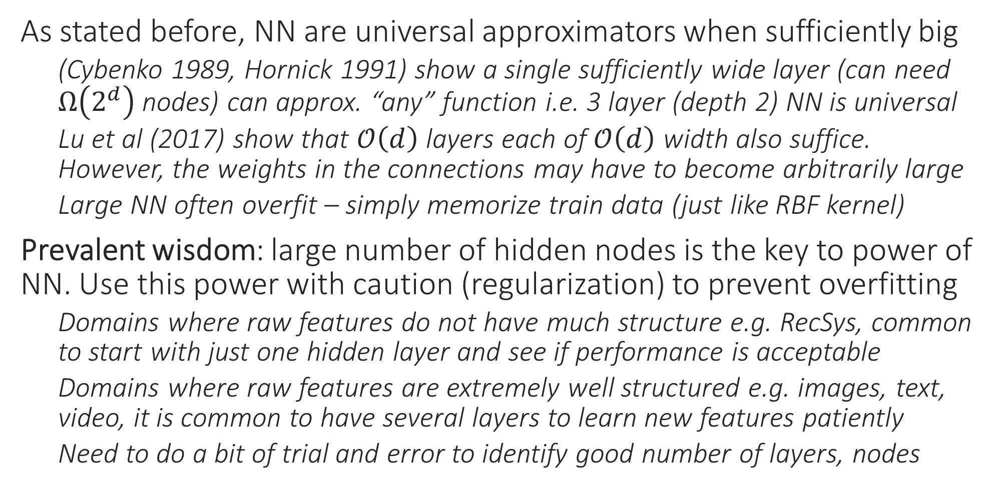 As stated before, NN are universal approximators when sufficiently big
(Cybenko 1989, Hornick 1991) show a single sufficiently wide layer (can need
Ω(2^d) nodes) can approx. “any” function i.e. 3 layer (depth 2) NN is universal
Lu et al (2017) show that 𝒪(d) layers each of 𝒪(d) width also suffice.
However, the weights in the connections may have to become arbitrarily large
Large NN often overfit – simply memorize train data (just like RBF kernel)
Prevalent wisdom: large number of hidden nodes is the key to power of
NN. Use this power with caution (regularization) to prevent overfitting
Domains where raw features do not have much structure e.g. RecSys, common
to start with just one hidden layer and see if performance is acceptable
Domains where raw features are extremely well structured e.g. images, text,
video, it is common to have several layers to learn new features patiently
Need to do a bit of trial and error to identify good number of layers, nodes